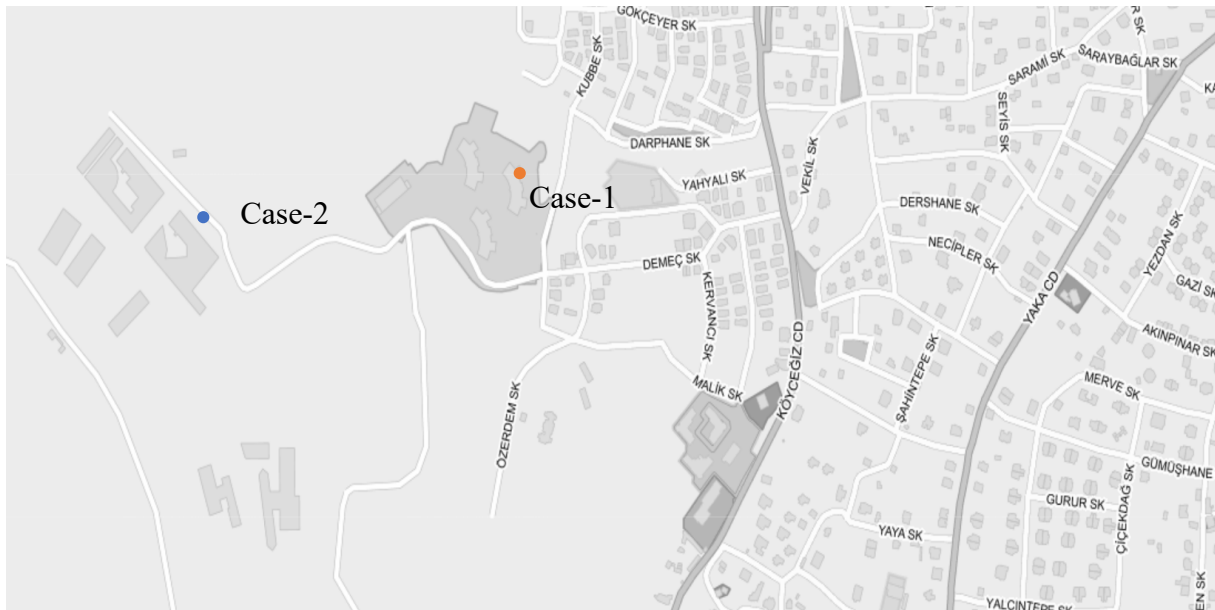 GÖKÇEYER SK
SARAYBAĞLAR SK
SARAMİ SK
KUBBE SK
SEYİS SK
DARPHANE SK
VEKİL SK
YAHYALI SK
Case-1
Case-2
DERSHANE SK
NECİPLER SK
YEZDAN SK
DEMEÇ SK
GAZİ SK
KERVANCI SK
YAKA CD
AKINPINAR SK
KÖYCEĞİZ CD
ŞAHİNTEPE SK
MALİK SK
MERVE SK
ÖZERDEM SK
GÜMÜŞHANE
GURUR SK
ÇİÇEKDAĞ SK
YAYA SK
YALÇINTEPE SK